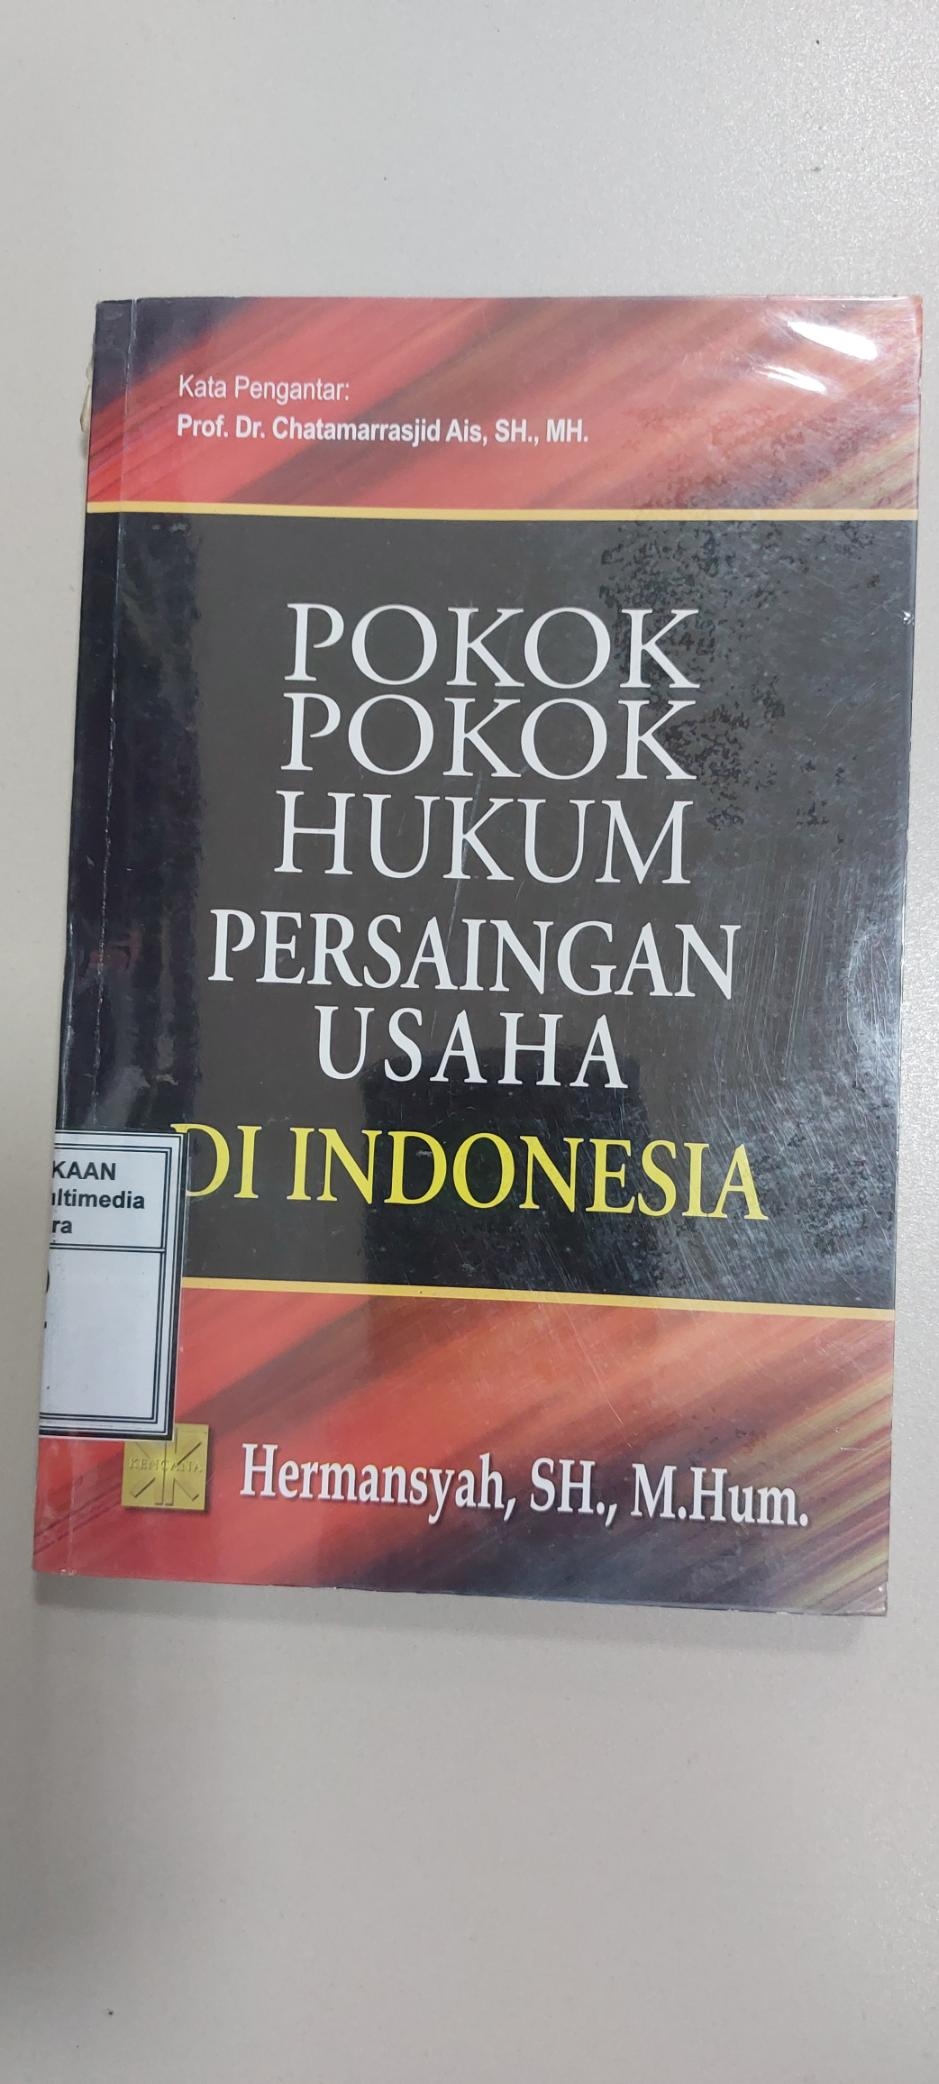 Kata Pengantar:
Prof. Dr. Chatamarrasjid Ais, SH., MH.
POKOK
POKOK
HUKUM
PERSAINGAN
USAHA
DI INDONESIA
KAAN
ultimedia
ra
KENCANA
Hermansyah, SH., M.Hum.